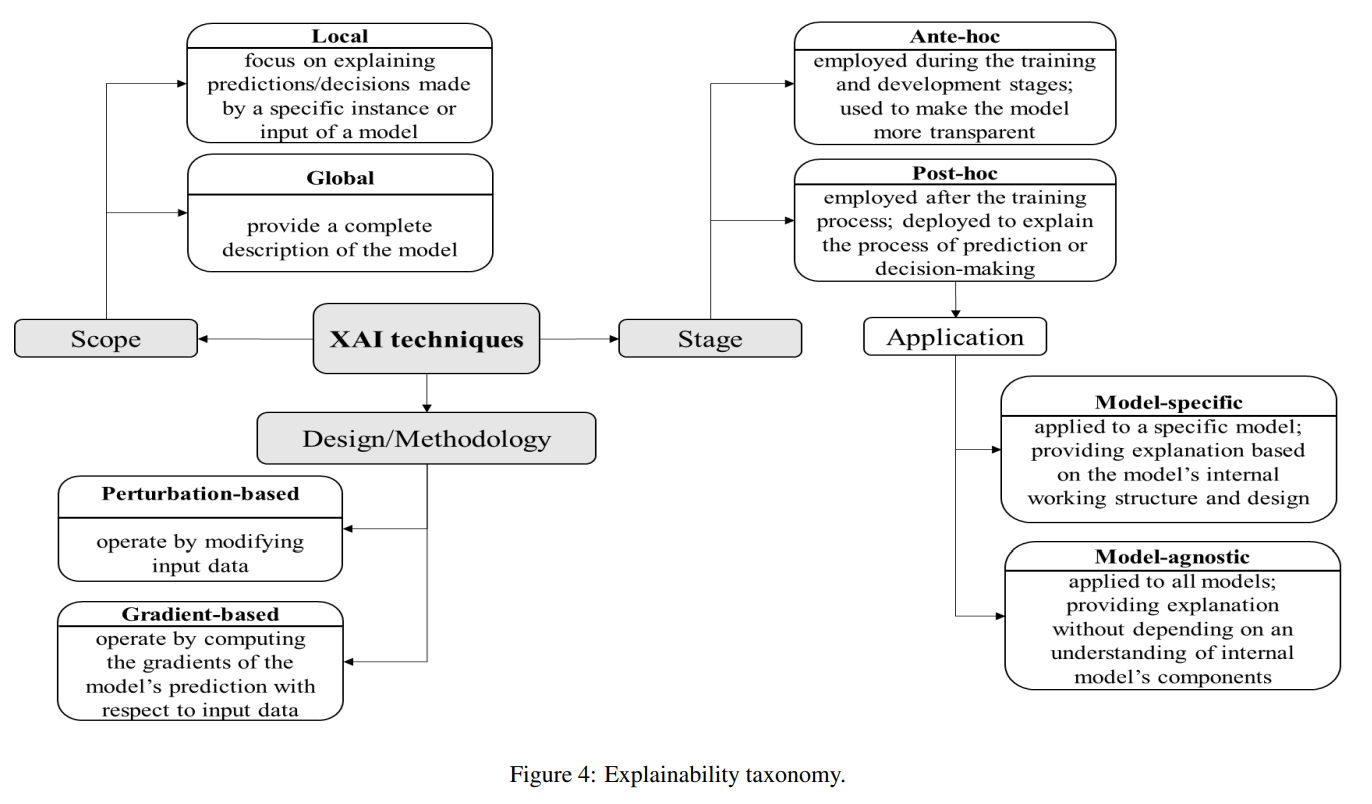 Local
focus on explaining
predictions/decisions made
by a specific instance or
input of a model
Global
provide a complete
description of the model
Scope
XAI techniques
Stage
Ante-hoc
employed during the training
and development stages;
used to make the model
more transparent
Post-hoc
employed after the training
process; deployed to explain
the process of prediction or
decision-making
Application
Model-specific
applied to a specific model;
providing explanation based
on the model’s internal
working structure and design
Model-agnostic
applied to all models;
providing explanation
without depending on an
understanding of internal
model’s components
Design/Methodology
Perturbation-based
operate by modifying
input data
Gradient-based
operate by computing
the gradients of the
model’s prediction with
respect to input data
Figure 4: Explainability taxonomy.